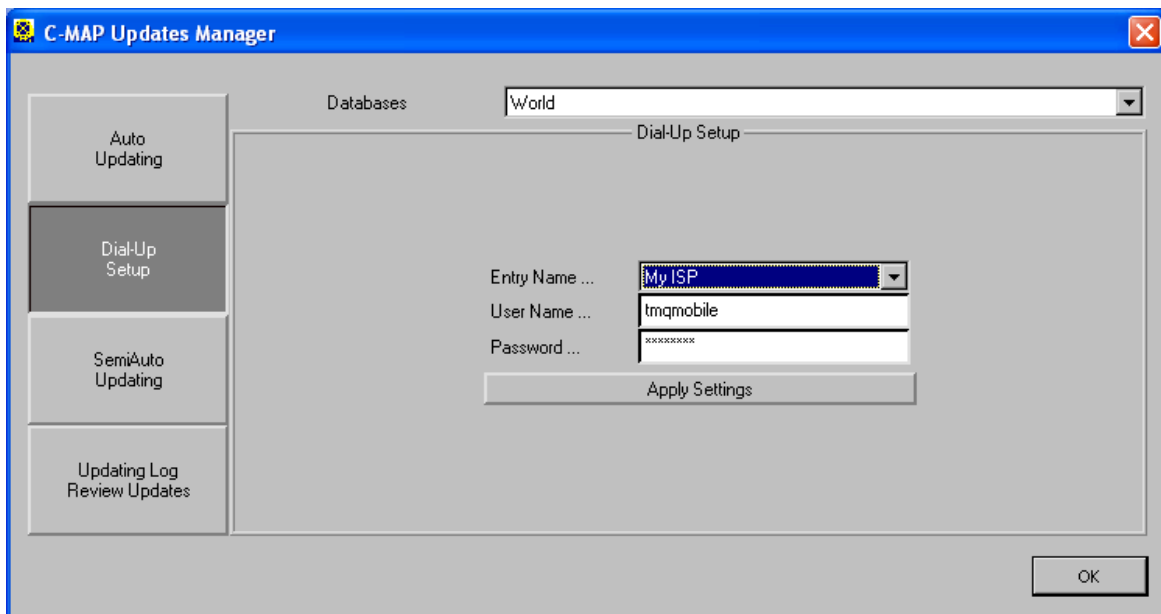 C-MAP Updates Manager
Databases
World
Auto
Updating
Dial-Up
Setup
SemiAuto
Updating
Updating Log
Review Updates
Dial-Up Setup
Entry Name ...
My ISP
User Name ...
tmqmobile
Password ...
××××××××
Apply Settings
OK